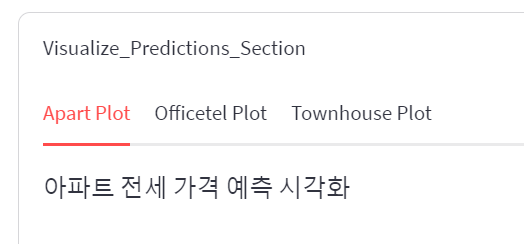 Visualize_Predictions_Section
Apart Plot Officetel Plot Townhouse Plot
아파트 전세 가격 예측 시각화